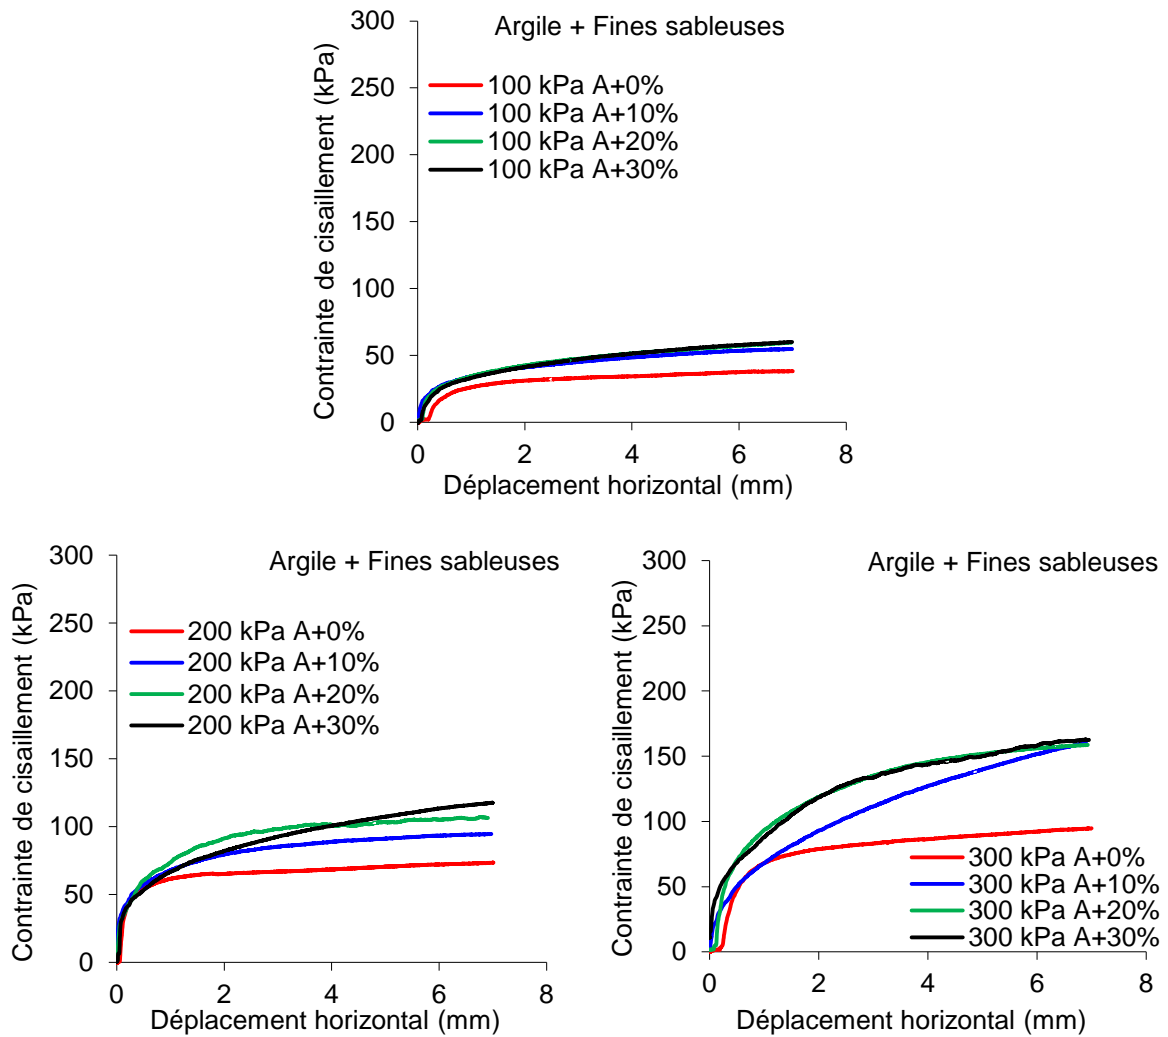 Argile + Fines sableuses
Contrainte de cisaillement (kPa)
300
250
200
150
100
50
0
100 kPa A+0%
100 kPa A+10%
100 kPa A+20%
100 kPa A+30%
0 2 4 6 8
Déplacement horizontal (mm)
Argile + Fines sableuses
Contrainte de cisaillement (kPa)
300
250
200
150
100
50
0
200 kPa A+0%
200 kPa A+10%
200 kPa A+20%
200 kPa A+30%
0 2 4 6 8
Déplacement horizontal (mm)
Argile + Fines sableuses
Contrainte de cisaillement (kPa)
300
250
200
150
100
50
0
300 kPa A+0%
300 kPa A+10%
300 kPa A+20%
300 kPa A+30%
0 2 4 6 8
Déplacement horizontal (mm)